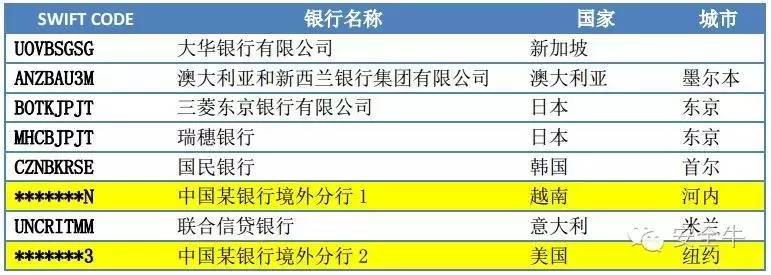 SWIFT CODE 银行名称 国家 城市
UOVBSGSG 大华银行有限公司 新加坡
ANZBAU3M 澳大利亚和新西兰银行集团有限公司 澳大利亚 墨尔本
BOTKJPJT 三菱东京银行有限公司 日本 东京
MHCBJPJT 瑞穗银行 日本 东京
CZNBKRSE 国民银行 韩国 首尔
*******N 中国某银行境外分行 1 越南 河内
UNCRITMM 联合信贷银行 意大利 米兰
*******3 中国某银行境外分行 2 美国 纽约
安全牛